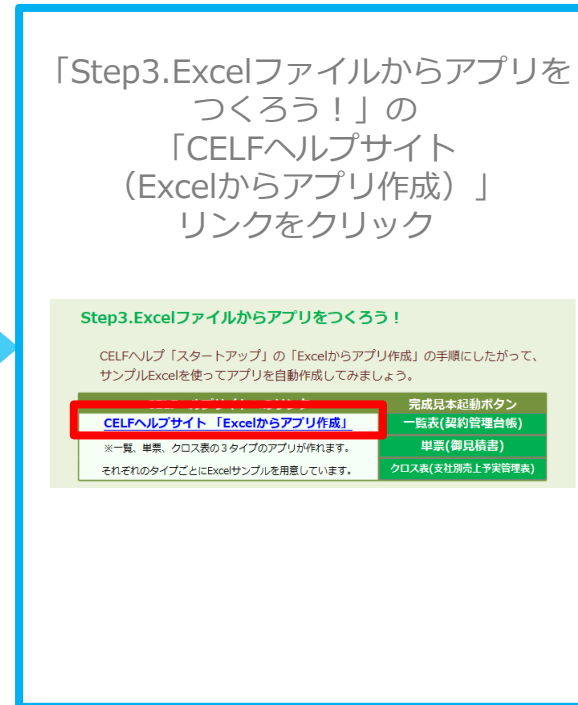 「Step3.Excelファイルからアプリを
つくろう！」の
「CELFヘルプサイト
（Excelからアプリ作成）」
リンクをクリック
Step3.Excelファイルからアプリをつくろう！
CELFヘルプ「スタートアップ」の「Excelからアプリ作成」の手順にしたがって、
サンプルExcelを使ってアプリを自動作成してみましょう。
完成見本起動ボタン
CELFヘルプサイト 「Excelからアプリ作成」
一覧表(契約管理台帳)
※一覧、単票、クロス表の３タイプのアプリが作れます。
単票(御見積書)
それぞれのタイプごとにExcelサンプルを用意しています。
クロス表(支社別売上予実管理表)